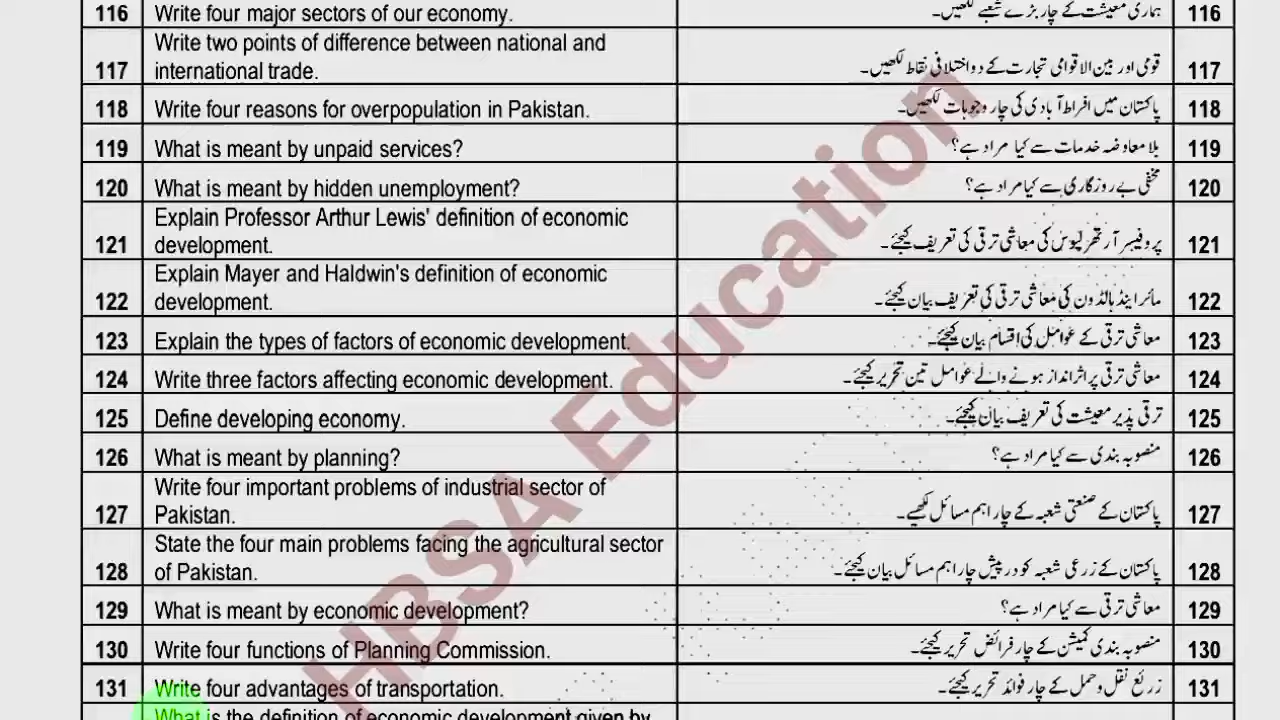 116 Write four major sectors of our economy. ہماری معیشت کے چار بڑے شعبے لکھیں۔ 116
117 Write two points of difference between national and
international trade. قومی اور بین الاقوامی تجارت کے دو اختلافی نقاط لکھیں۔ 117
118 Write four reasons for overpopulation in Pakistan. پاکستان میں افراط آبادی کی چار وجوہات لکھیں۔ 118
119 What is meant by unpaid services? بلا معاوضہ خدمات سے کیا مراد ہے؟ 119
120 What is meant by hidden unemployment? مخفی بے روزگاری سے کیا مراد ہے؟ 120
121 Explain Professor Arthur Lewis' definition of economic
development. پروفیسر آرتھر لیوس کی معاشی ترقی کی تعریف کیجئے۔ 121
122 Explain Mayer and Haldwin's definition of economic
development. مائر اینڈ بالڈون کی معاشی ترقی کی تعریف بیان کیجئے۔ 122
123 Explain the types of factors of economic development. معاشی ترقی کے عوامل کی اقسام بیان کیجئے۔ 123
124 Write three factors affecting economic development. معاشی ترقی پر اثر انداز ہونے والے عوامل تین تحریر کیجئے۔ 124
125 Define developing economy. ترقی پذیر معیشت کی تعریف بیان کیجئے۔ 125
126 What is meant by planning? منصوبہ بندی سے کیا مراد ہے؟ 126
127 Write four important problems of industrial sector of
Pakistan. پاکستان کے صنعتی شعبہ کے چار اہم مسائل لکھیے۔ 127
128 State the four main problems facing the agricultural sector
of Pakistan. پاکستان کے زرعی شعبہ کو درپیش چار اہم مسائل بیان کیجئے۔ 128
129 What is meant by economic development? معاشی ترقی سے کیا مراد ہے؟ 129
130 Write four functions of Planning Commission. منصوبہ بندی کمیشن کے چار فرائض تحریر کیجئے۔ 130
131 Write four advantages of transportation. زرائع نقل و حمل کے چار فوائد تحریر کیجئے۔ 131
What is the definition of economic development given by
HBSA Education